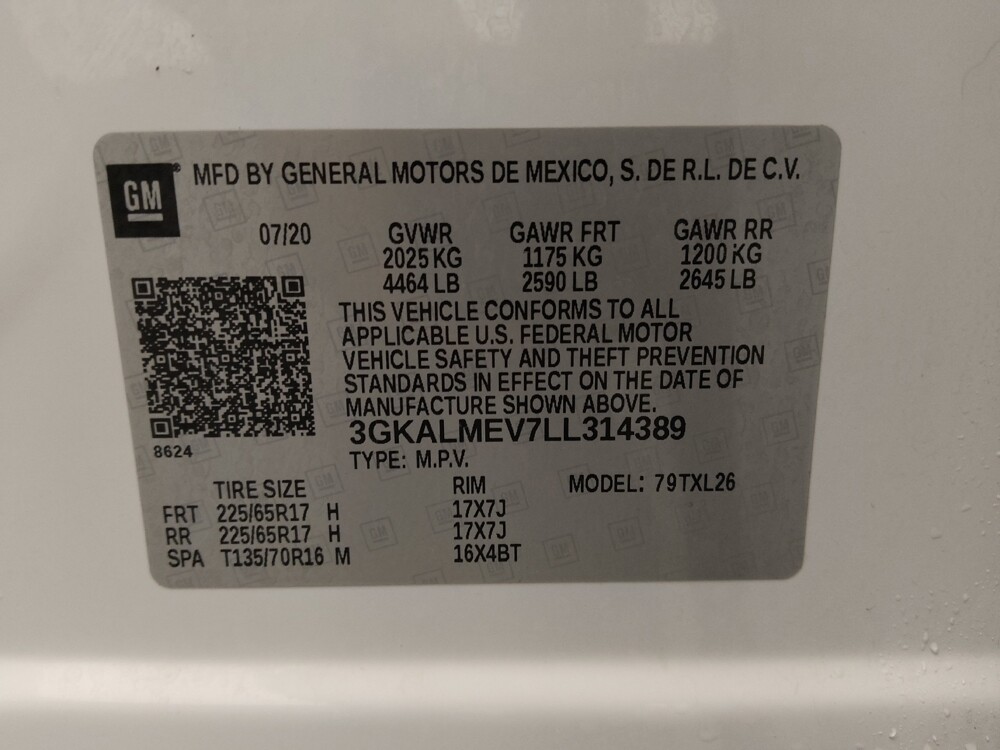 GM
MFD BY GENERAL MOTORS DE MEXICO, S. DE R.L. DE C.V.
07/20 GVWR GAWR FRT GAWR RR
2025 KG 1175 KG 1200 KG
4464 LB 2590 LB 2645 LB
THIS VEHICLE CONFORMS TO ALL
APPLICABLE U.S. FEDERAL MOTOR
VEHICLE SAFETY AND THEFT PREVENTION
STANDARDS IN EFFECT ON THE DATE OF
MANUFACTURE SHOWN ABOVE.
3GKALMEV7LL314389
8624
TYPE: M.P.V.
TIRE SIZE RIM MODEL: 79TXL26
FRT 225/65R17 H 17X7J
RR 225/65R17 H 17X7J
SPA T135/70R16 M 16X4BT